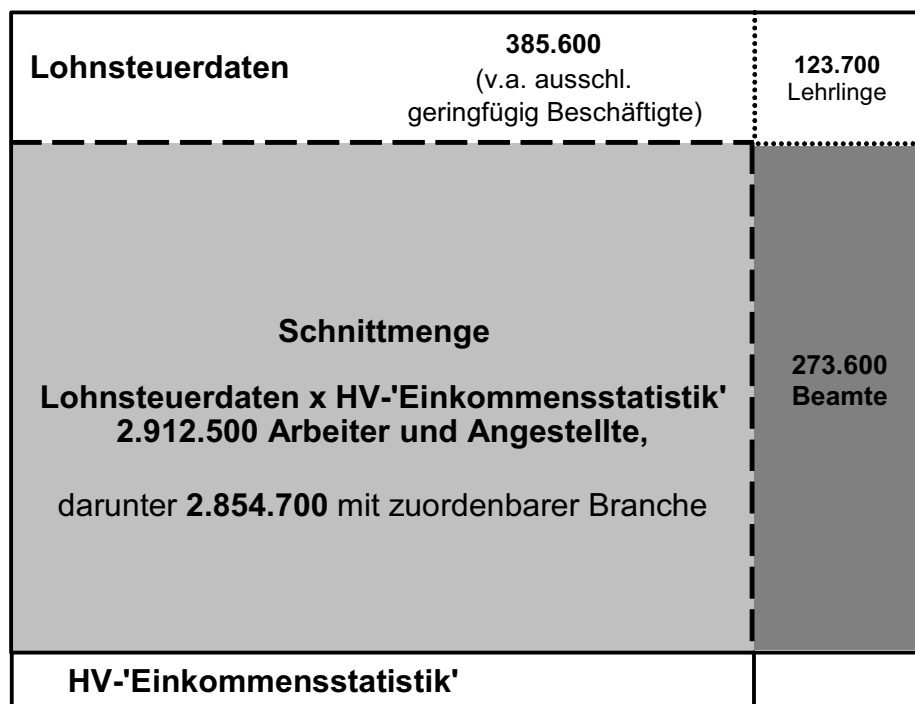 Lohnsteuerdaten
385.600
(v.a. ausschl.
geringfügig Beschäftigte)
123.700
Lehrlinge
Schnittmenge
Lohnsteuerdaten x HV-'Einkommensstatistik'
2.912.500 Arbeiter und Angestellte,
darunter 2.854.700 mit zuordenbarer Branche
273.600
Beamte
HV-'Einkommensstatistik'